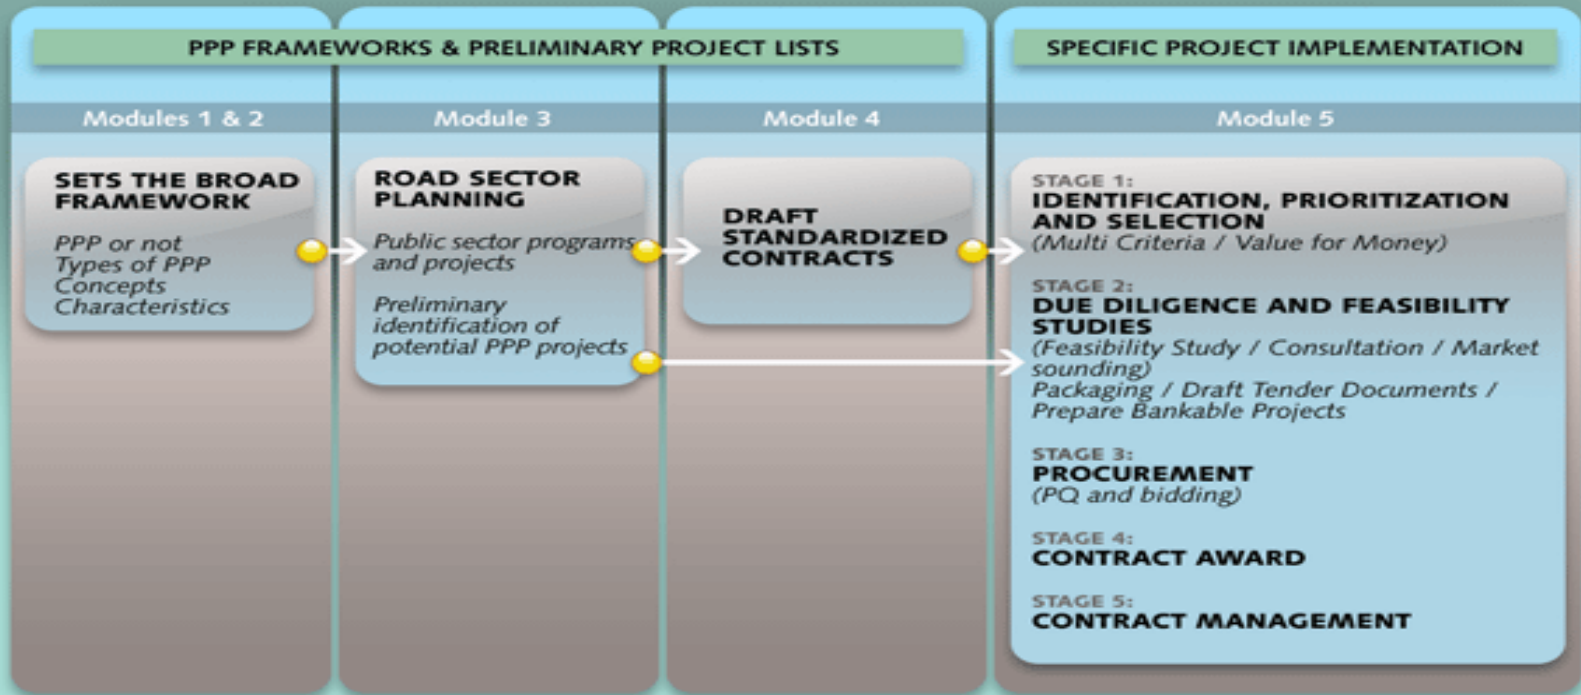 PPP FRAMEWORKS & PRELIMINARY PROJECT LISTS
SPECIFIC PROJECT IMPLEMENTATION
Modules 1 & 2
Module 3
Module 4
Module 5
SETS THE BROAD
FRAMEWORK
PPP or not
Types of PPP
Concepts
Characteristics
ROAD SECTOR
PLANNING
Public sector programs
and projects
Preliminary
identification of
potential PPP projects
DRAFT
STANDARDIZED
CONTRACTS
STAGE 1:
IDENTIFICATION, PRIORITIZATION
AND SELECTION
(Multi Criteria / Value for Money)
STAGE 2:
DUE DILIGENCE AND FEASIBILITY
STUDIES
(Feasibility Study / Consultation / Market
sounding)
Packaging / Draft Tender Documents /
Prepare Bankable Projects
STAGE 3:
PROCUREMENT
(PQ and bidding)
STAGE 4:
CONTRACT AWARD
STAGE 5:
CONTRACT MANAGEMENT